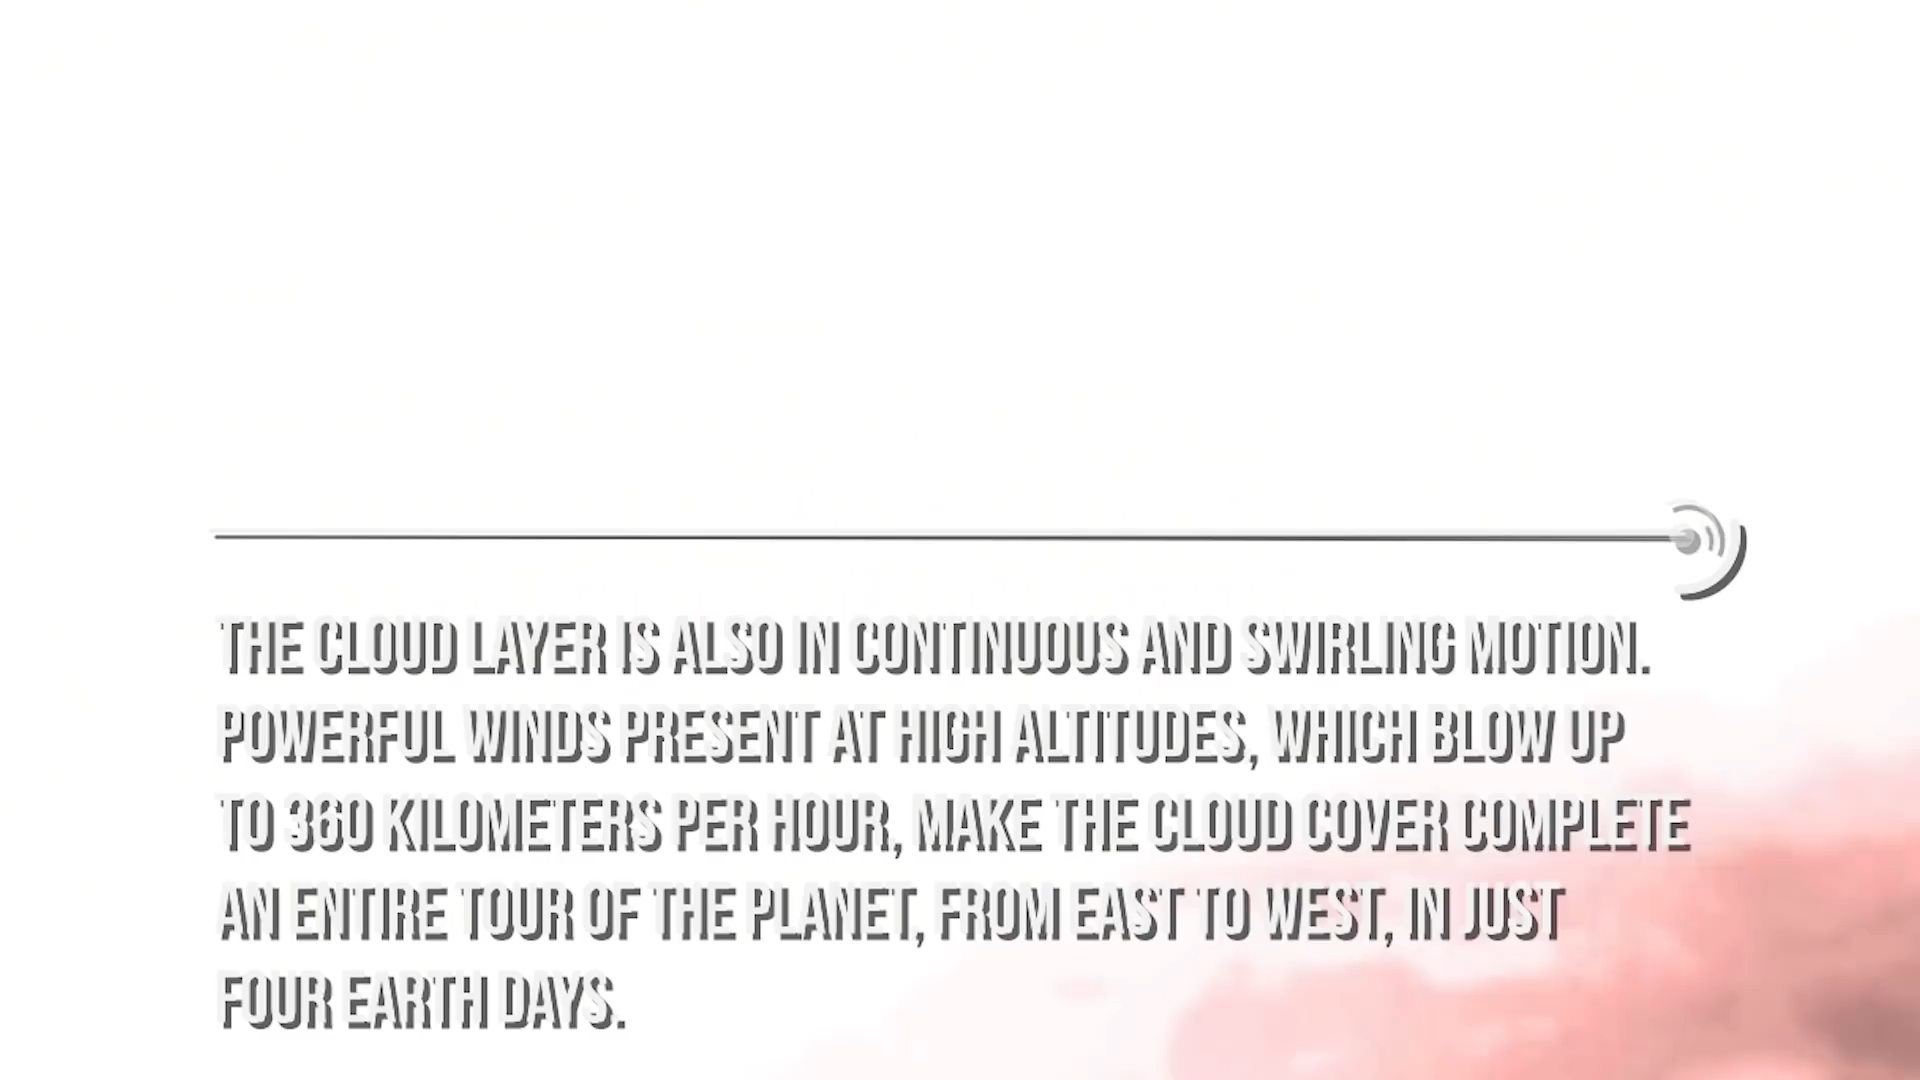 THE CLOUD LAYER IS ALSO IN CONTINUOUS AND SWIRLING MOTION.
POWERFUL WINDS PRESENT AT HIGH ALTITUDES, WHICH BLOW UP
TO 360 KILOMETERS PER HOUR, MAKE THE CLOUD COVER COMPLETE
AN ENTIRE TOUR OF THE PLANET, FROM EAST TO WEST, IN JUST
FOUR EARTH DAYS.